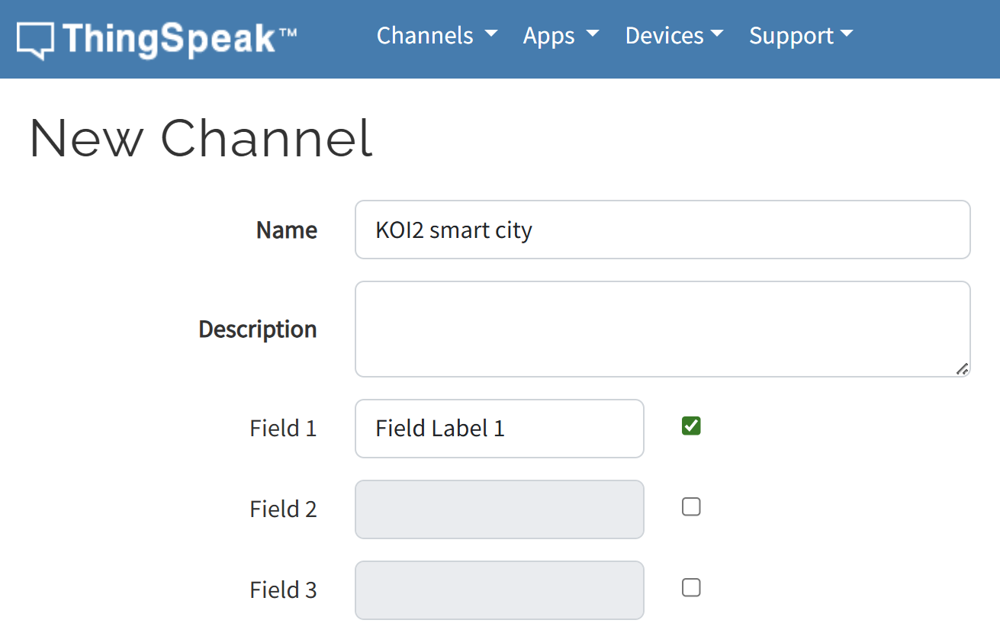 ThingSpeak™ Channels Apps Devices Support
New Channel
Name KOI2 smart city
Description
Field 1 Field Label 1
Field 2
Field 3